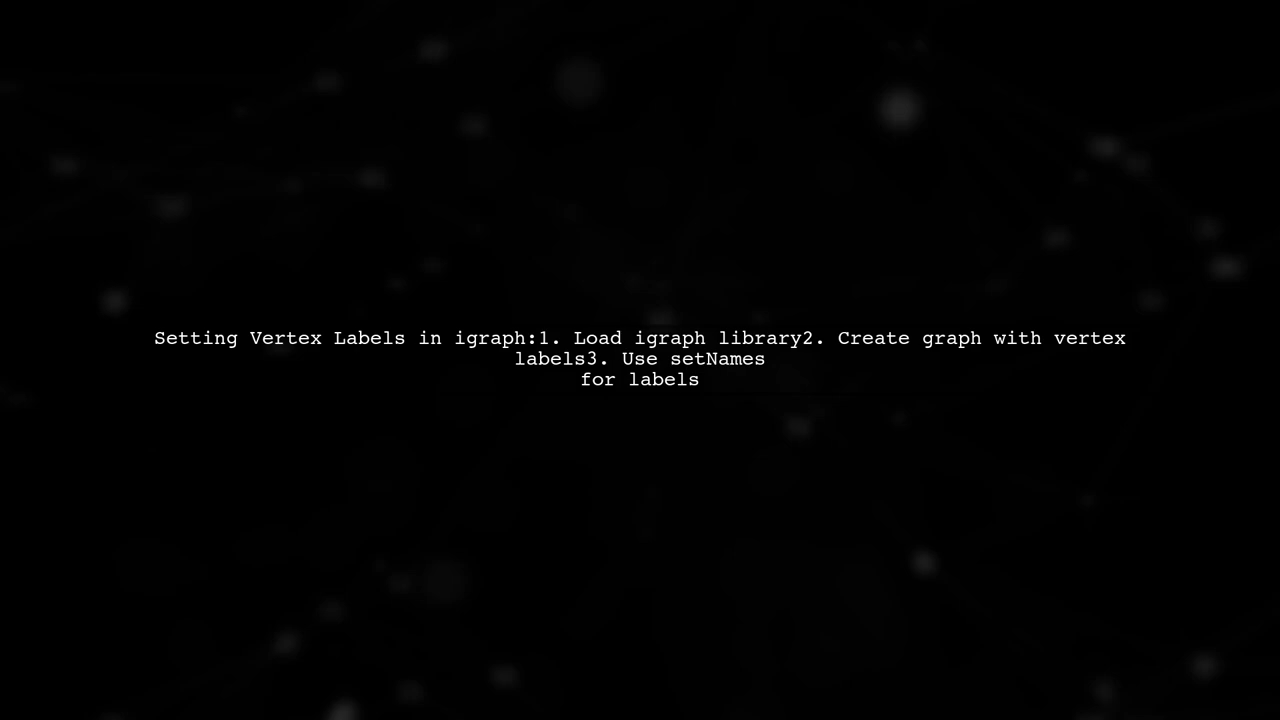 Setting Vertex Labels in igraph:1. Load igraph library2. Create graph with vertex
labels3. Use setNames
for labels